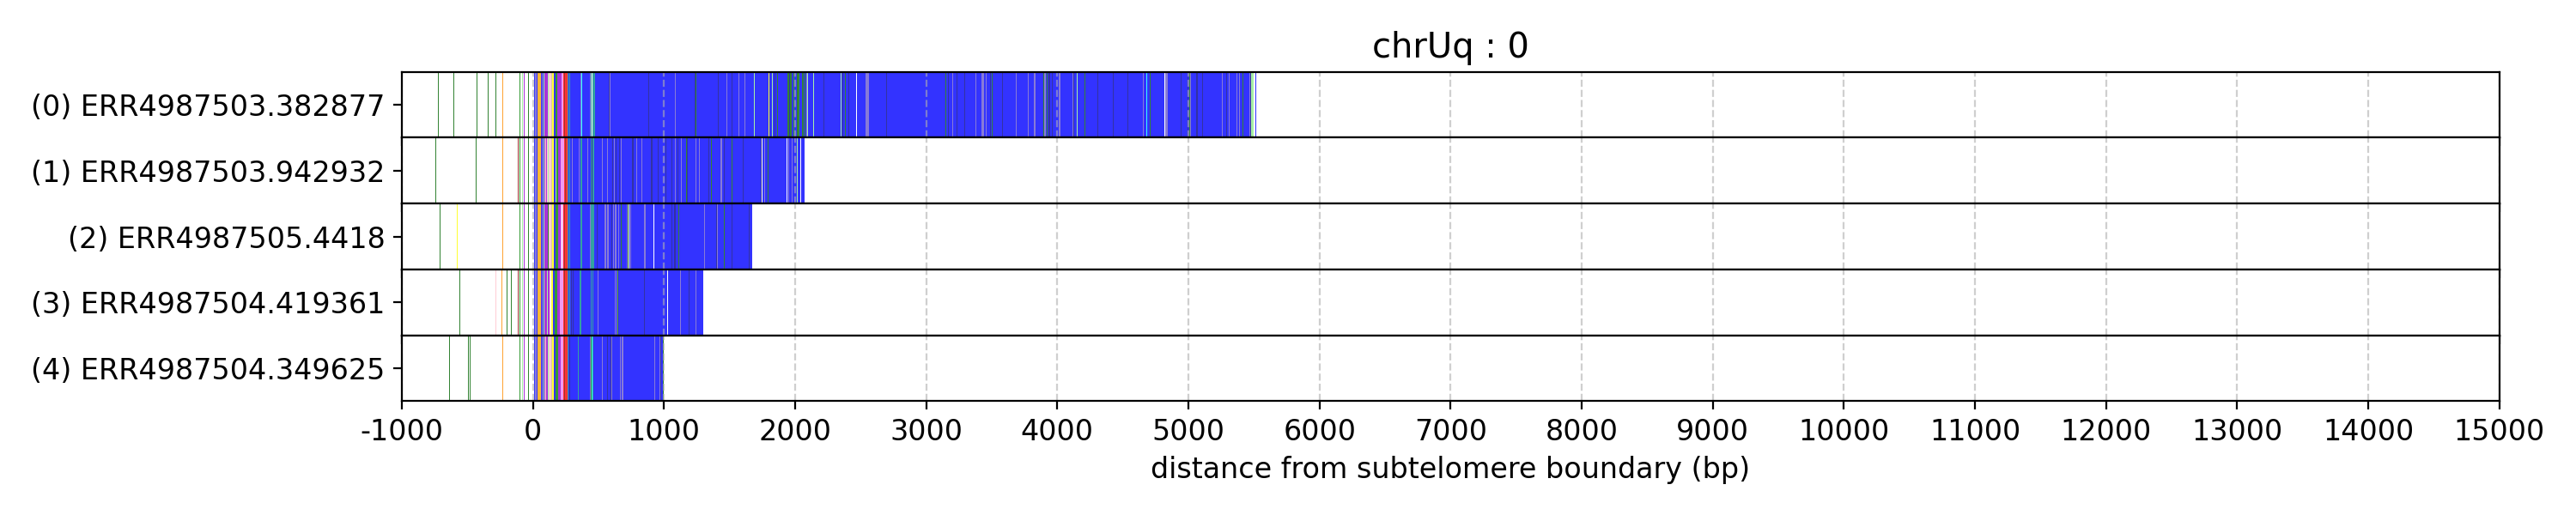 chrUq : 0
(0) ERR4987503.382877
(1) ERR4987503.942932
(2) ERR4987505.4418
(3) ERR4987504.419361
(4) ERR4987504.349625
-1000 0 1000 2000 3000 4000 5000 6000 7000 8000 9000 10000 11000 12000 13000 14000 15000
distance from subtelomere boundary (bp)